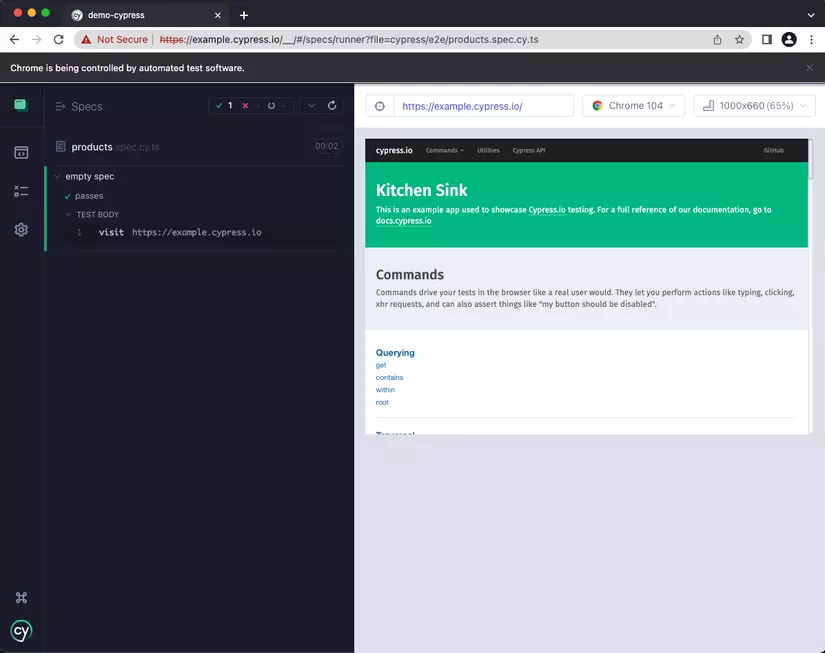 demo-cypress
Not Secure https://example.cypress.io/__/#/specs/runner?file=cypress/e2e/products.spec.cy.ts
Chrome is being controlled by automated test software.
Specs
1 -- --
products spec.cy.ts 00:02
empty spec
passes
TEST BODY
1 visit https://example.cypress.io
cy
https://example.cypress.io/
Chrome 104
1000x660 (65%)
cypress.io Commands Utilities Cypress API GitHub
Kitchen Sink
This is an example app used to showcase Cypress.io testing. For a full reference of our documentation, go to
docs.cypress.io
Commands
Commands drive your tests in the browser like a real user would. They let you perform actions like typing, clicking,
xhr requests, and can also assert things like "my button should be disabled".
Querying
get
contains
within
root